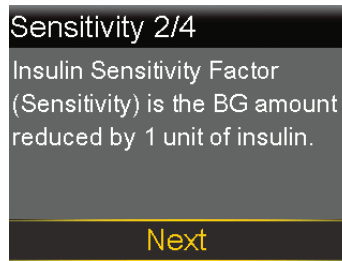 Sensitivity 2/4
Insulin Sensitivity Factor
(Sensitivity) is the BG amount
reduced by 1 unit of insulin.
Next